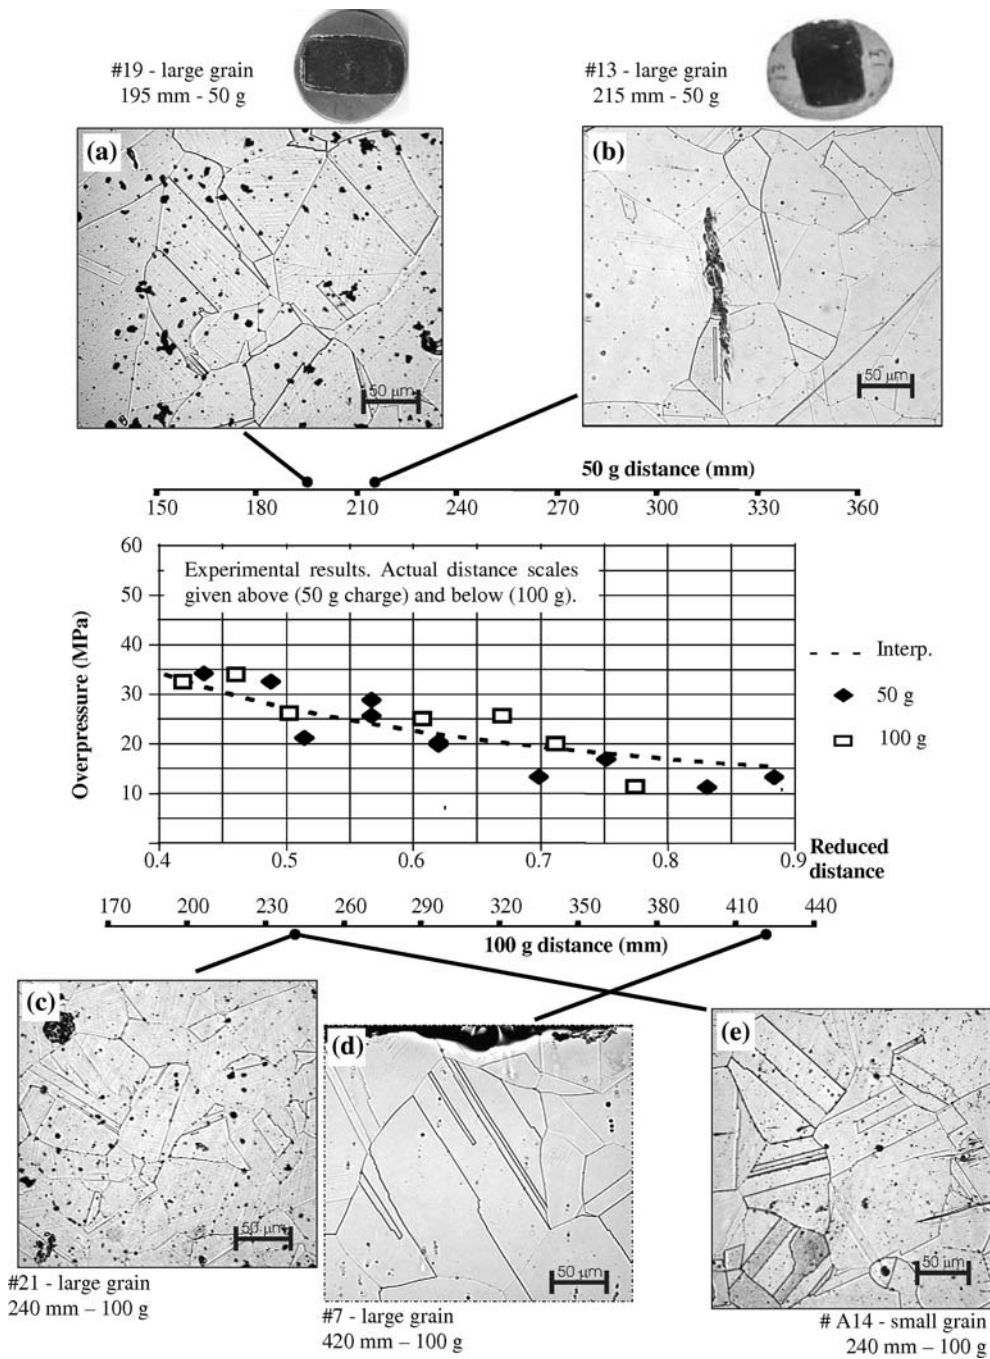 #19 - large grain
195 mm - 50 g
#13 - large grain
215 mm - 50 g
13
13
(a)
50 µm
(b)
50 µm
50 g distance (mm)
150 180 210 240 270 300 330 360
60
50
40
30
20
10
Overpressure (MPa)
Experimental results. Actual distance scales
given above (50 g charge) and below (100 g).
Interp.
50 g
100 g
0.4 0.5 0.6 0.7 0.8 0.9
Reduced
distance
170 200 230 260 290 320 350 380 410 440
100 g distance (mm)
(c)
50 µm
#21 - large grain
240 mm – 100 g
(d)
50 µm
#7 - large grain
420 mm – 100 g
(e)
50 µm
# A14 - small grain
240 mm – 100 g